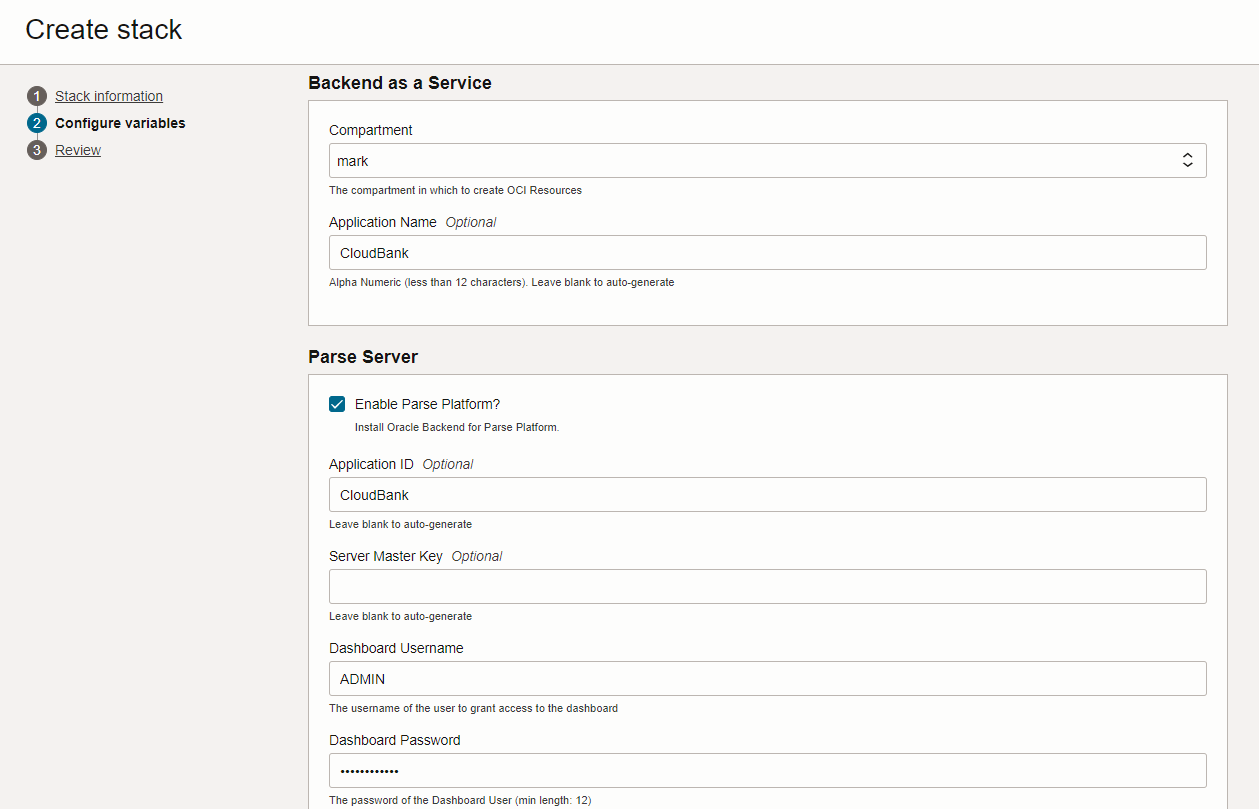 Create stack
1 Stack information
2 Configure variables
3 Review
Backend as a Service
Compartment
mark
The compartment in which to create OCI Resources
Application Name Optional
CloudBank
Alpha Numeric (less than 12 characters). Leave blank to auto-generate
Parse Server
Enable Parse Platform?
Install Oracle Backend for Parse Platform.
Application ID Optional
CloudBank
Leave blank to auto-generate
Server Master Key Optional
Leave blank to auto-generate
Dashboard Username
ADMIN
The username of the user to grant access to the dashboard
Dashboard Password
••••••••••••
The password of the Dashboard User (min length: 12)